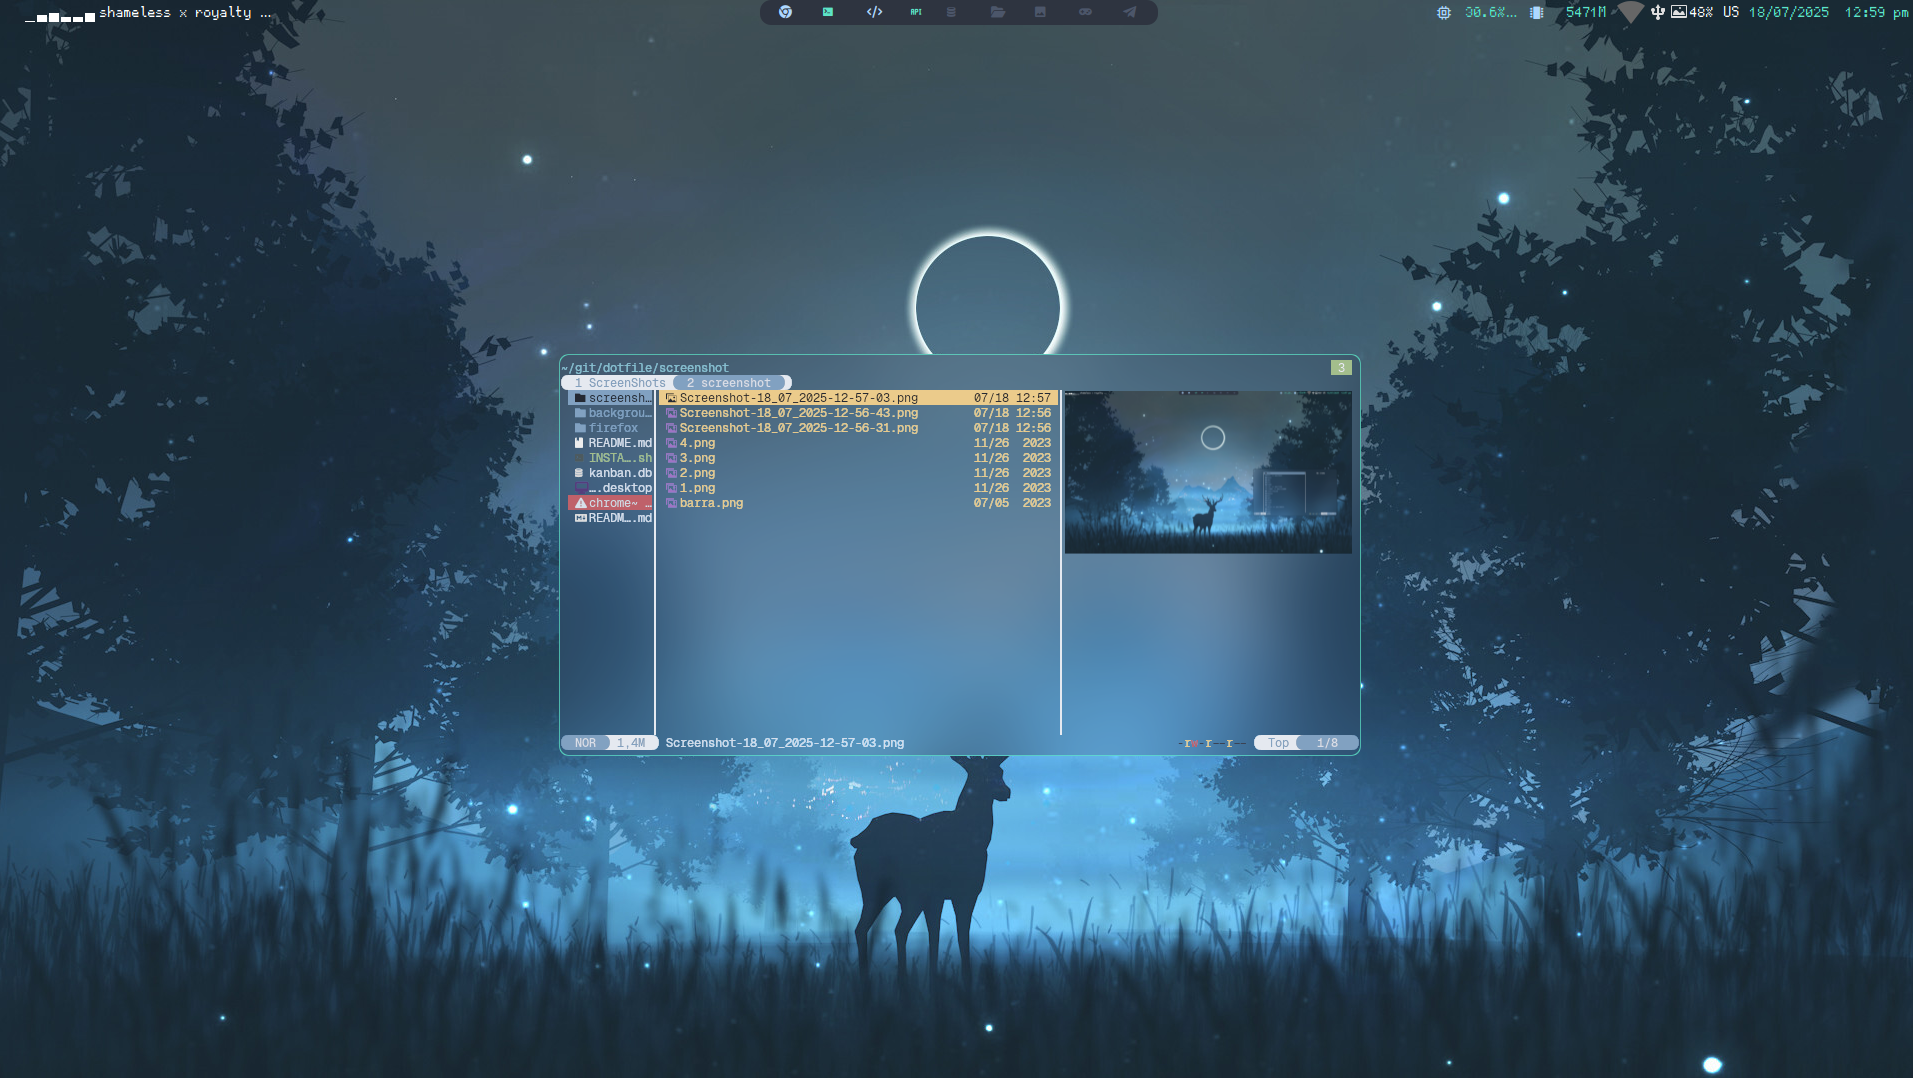 shameless x royalty ...
API
30.6%... 5471M 48% US 18/07/2025 12:59 pm
~/git/dotfile/screenshot 3
1 ScreenShots 2 screenshot
screensh…
backgrou…
firefox
README.md
INSTA….sh
kanban.db
….desktop
chrome~ …
READM….md
Screenshot-18_07_2025-12-57-03.png 07/18 12:57
Screenshot-18_07_2025-12-56-43.png 07/18 12:56
Screenshot-18_07_2025-12-56-31.png 07/18 12:56
4.png 11/26 2023
3.png 11/26 2023
2.png 11/26 2023
1.png 11/26 2023
barra.png 07/05 2023
NOR 1,4M Screenshot-18_07_2025-12-57-03.png -rw-r--r-- Top 1/8